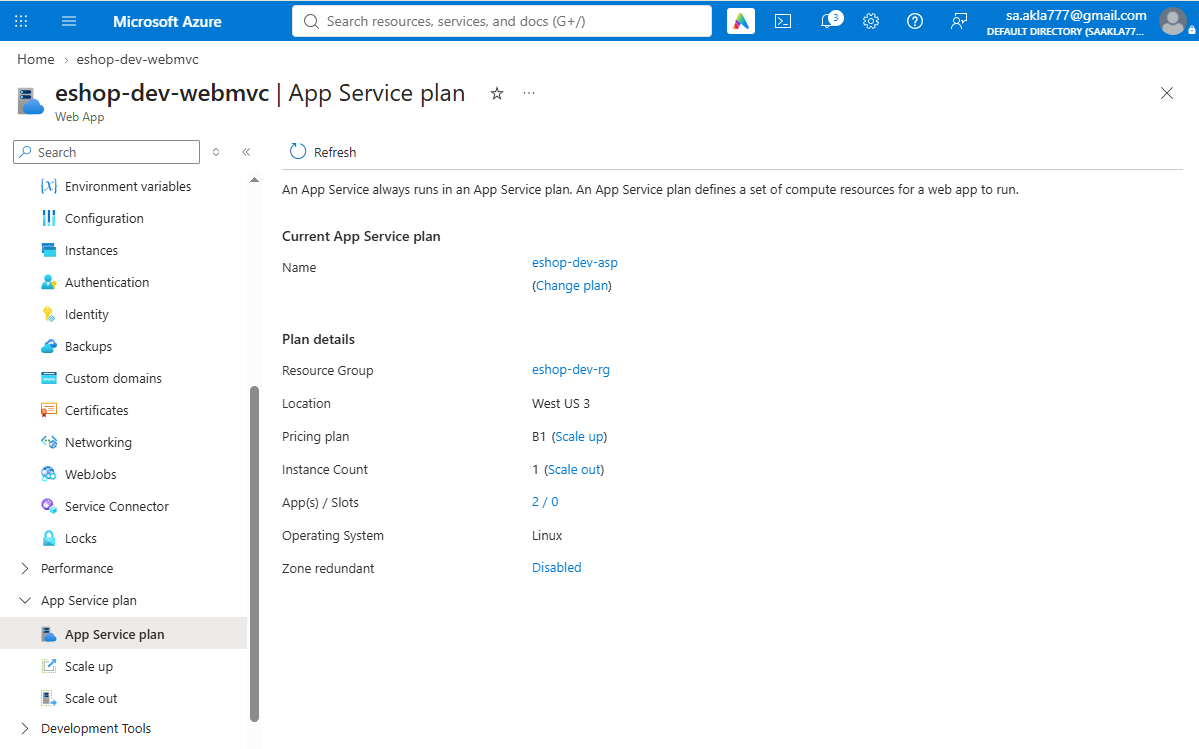 Microsoft Azure
Search resources, services, and docs (G+/)
3
sa.akla777@gmail.com
DEFAULT DIRECTORY (SAAKLA77...
Home › eshop-dev-webmvc
eshop-dev-webmvc | App Service plan ☆ ...
Web App
Search
Refresh
Environment variables
Configuration
Instances
Authentication
Identity
Backups
Custom domains
Certificates
Networking
WebJobs
Service Connector
Locks
Performance
App Service plan
App Service plan
Scale up
Scale out
Development Tools
An App Service always runs in an App Service plan. An App Service plan defines a set of compute resources for a web app to run.
Current App Service plan
Name eshop-dev-asp
(Change plan)
Plan details
Resource Group eshop-dev-rg
Location West US 3
Pricing plan B1 (Scale up)
Instance Count 1 (Scale out)
App(s) / Slots 2 / 0
Operating System Linux
Zone redundant Disabled